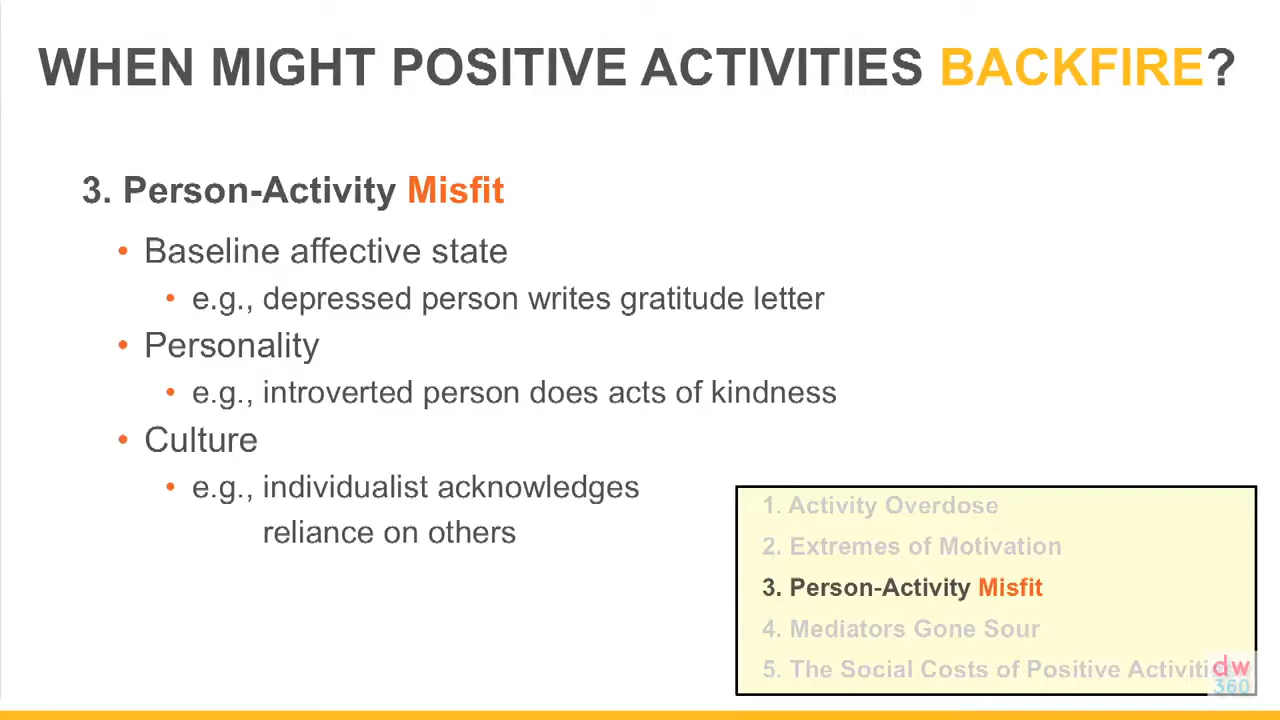 WHEN MIGHT POSITIVE ACTIVITIES BACKFIRE?
3. Person-Activity Misfit
• Baseline affective state
• e.g., depressed person writes gratitude letter
• Personality
• e.g., introverted person does acts of kindness
• Culture
• e.g., individualist acknowledges
reliance on others
1. Activity Overdose
2. Extremes of Motivation
3. Person-Activity Misfit
4. Mediators Gone Sour
5. The Social Costs of Positive Activities
dw
360